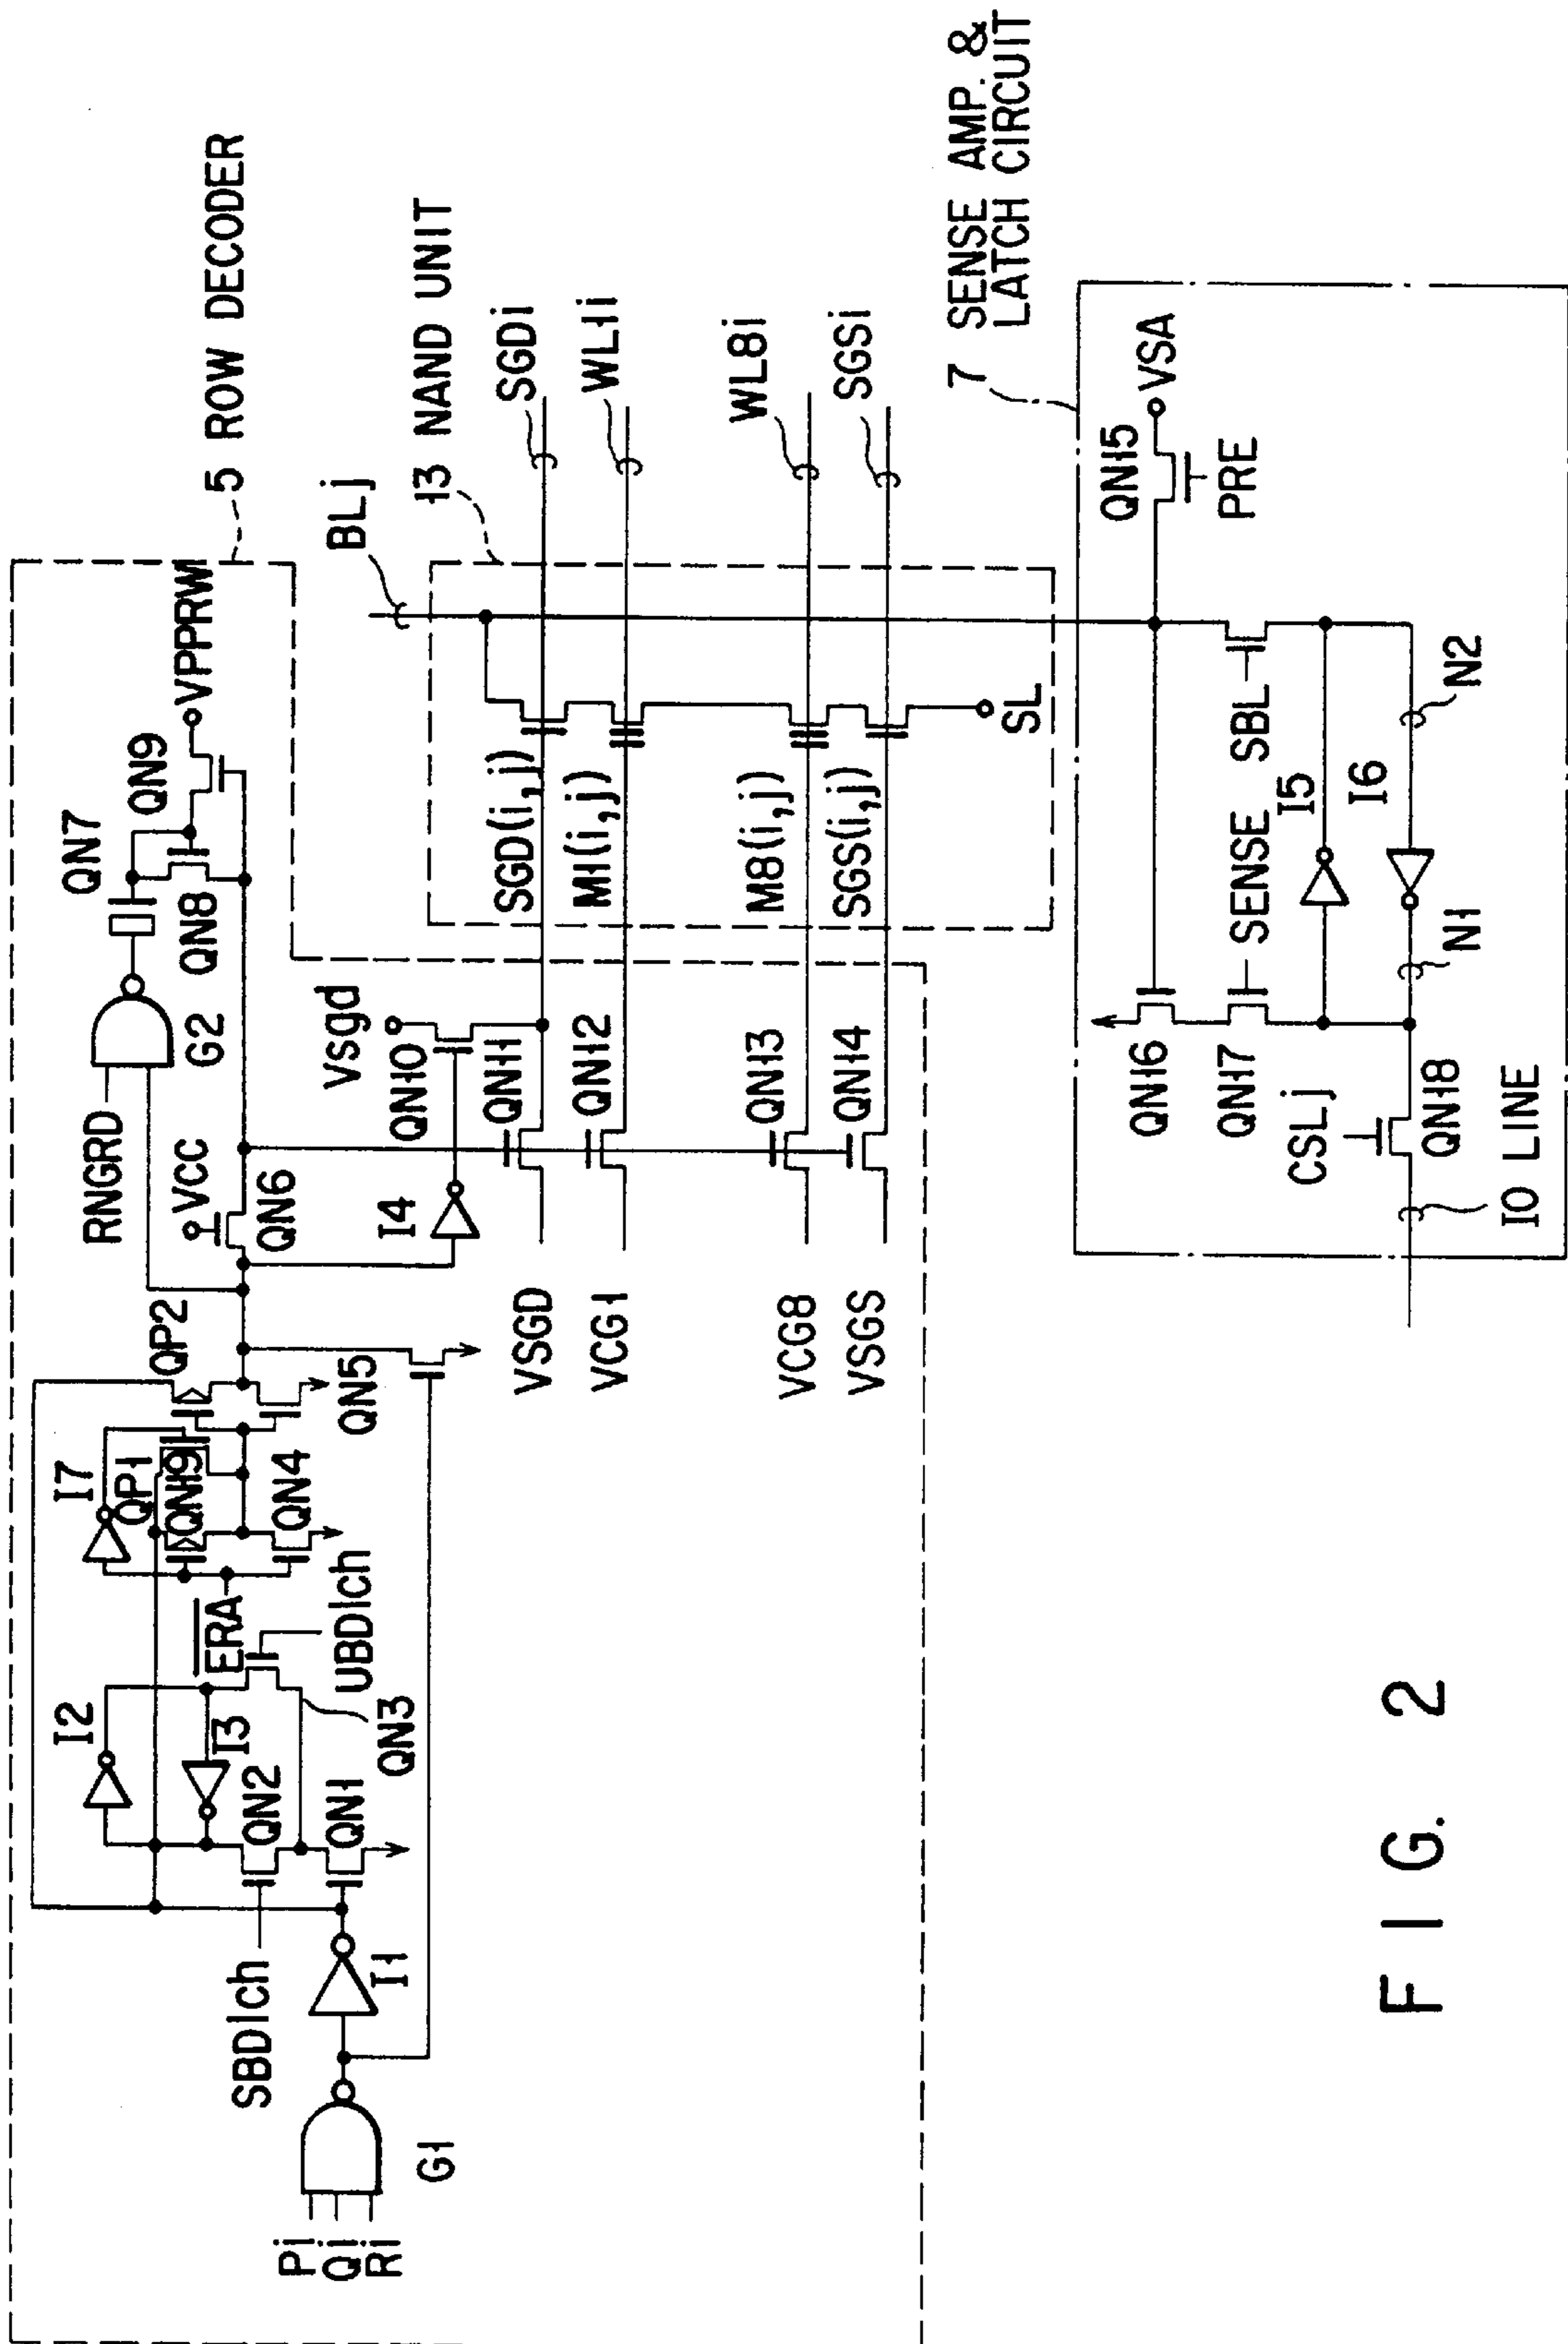 5 ROW DECODER
VPPRW
QN9
QN7
QN8
G2
RNGRD
VCC
QN6
QP2
I7
QP1
QN19
QN4
QN5
ERA
I2
I3
QN2
QN1
UBDlch
QN3
SBDlch
I1
G1
Pi
Qi
Ri
Vsgd
QN10
I4
QN11
QN12
QN13
QN14
VSGD
VCG1
VCG8
VSGS
BLj
13 NAND UNIT
SGDi
WL1i
WL8i
SGSi
SGD(i,j)
M1(i,j)
M8(i,j)
SGS(i,j)
SL
7 SENSE AMP. &
LATCH CIRCUIT
7
VSA
QN15
PRE
SBL
SENSE
N2
I5
I6
N1
QN16
QN17
CSLj
QN18
IO LINE
FIG. 2